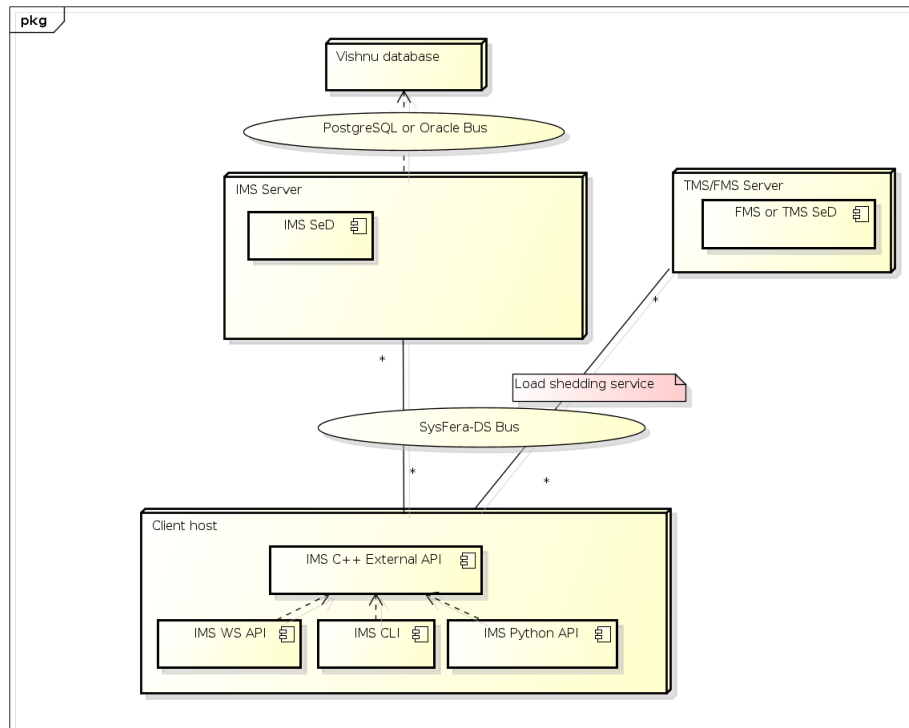 pkg
Vishnu database
PostgreSQL or Oracle Bus
IMS Server
IMS SeD
TMS/FMS Server
FMS or TMS SeD
*
*
Load shedding service
SysFera-DS Bus
*
*
Client host
IMS C++ External API
IMS WS API
IMS CLI
IMS Python API